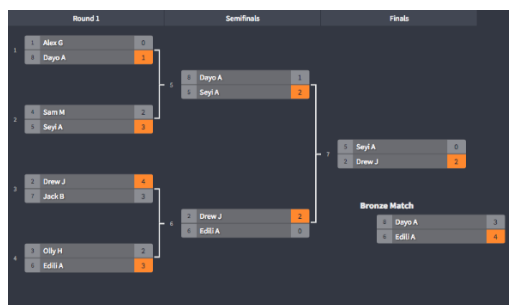 Round 1 Semifinals Finals
1
1 Alex G 0
8 Dayo A 1
2
4 Sam M 2
5 Seyi A 3
3
2 Drew J 4
7 Jack B 3
4
3 Olly H 2
6 Edili A 3
5
8 Dayo A 1
5 Seyi A 2
6
2 Drew J 2
6 Edili A 0
7
5 Seyi A 0
2 Drew J 2
Bronze Match
8 Dayo A 3
6 Edili A 4